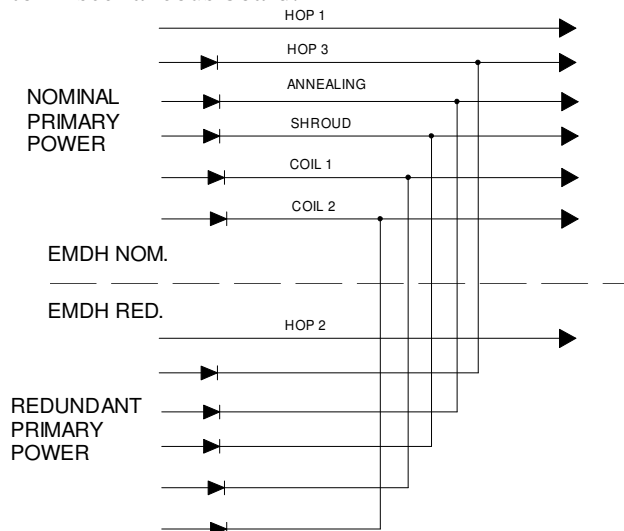 HOP 1
HOP 3
ANNEALING
NOMINAL
PRIMARY
POWER
SHROUD
COIL 1
COIL 2
EMDH NOM.
EMDH RED.
HOP 2
REDUNDANT
PRIMARY
POWER